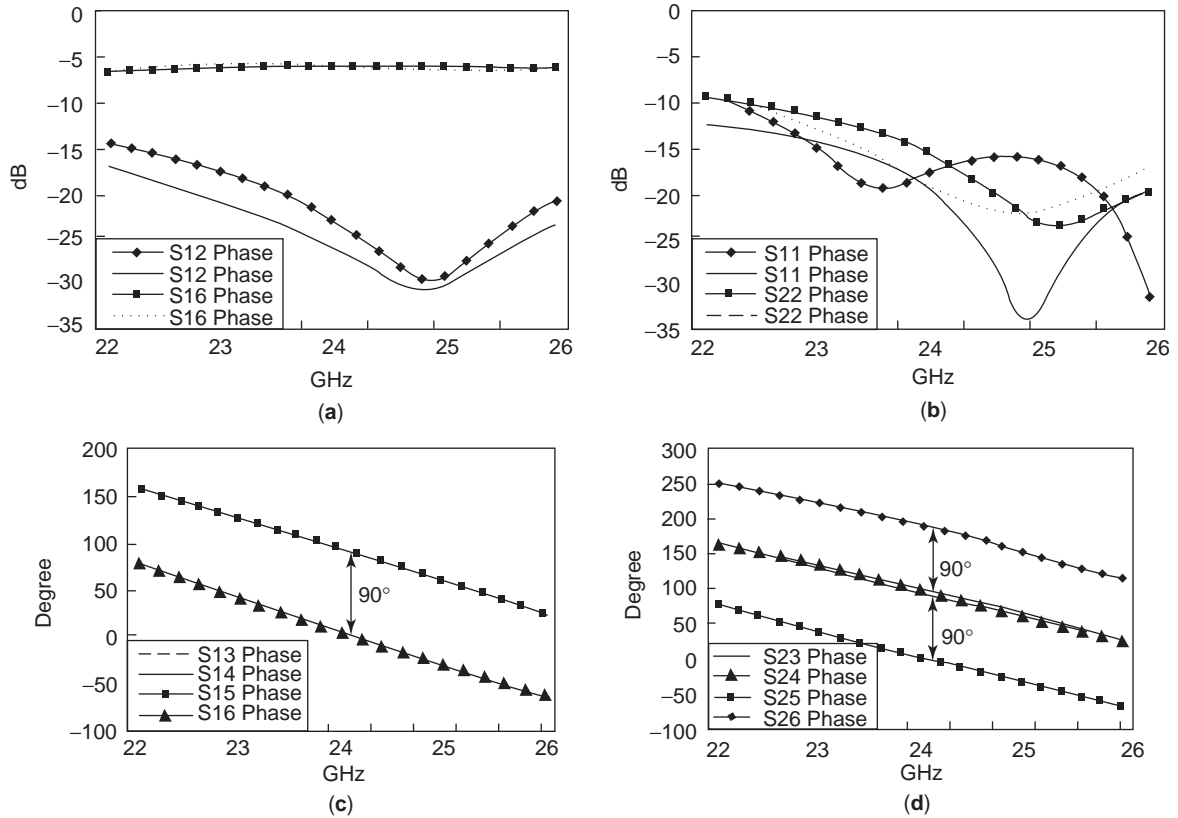 0
−5
−10
−15
−20
−25
−30
−35
dB
S12 Phase
S12 Phase
S16 Phase
S16 Phase
22 23 24 25 26
GHz
(a)
0
−5
−10
−15
−20
−25
−30
−35
dB
S11 Phase
S11 Phase
S22 Phase
S22 Phase
22 23 24 25 26
GHz
(b)
200
150
100
50
0
−50
−100
Degree
90°
S13 Phase
S14 Phase
S15 Phase
S16 Phase
22 23 24 25 26
GHz
(c)
300
250
200
150
100
50
0
−50
−100
Degree
90°
90°
S23 Phase
S24 Phase
S25 Phase
S26 Phase
22 23 24 25 26
GHz
(d)